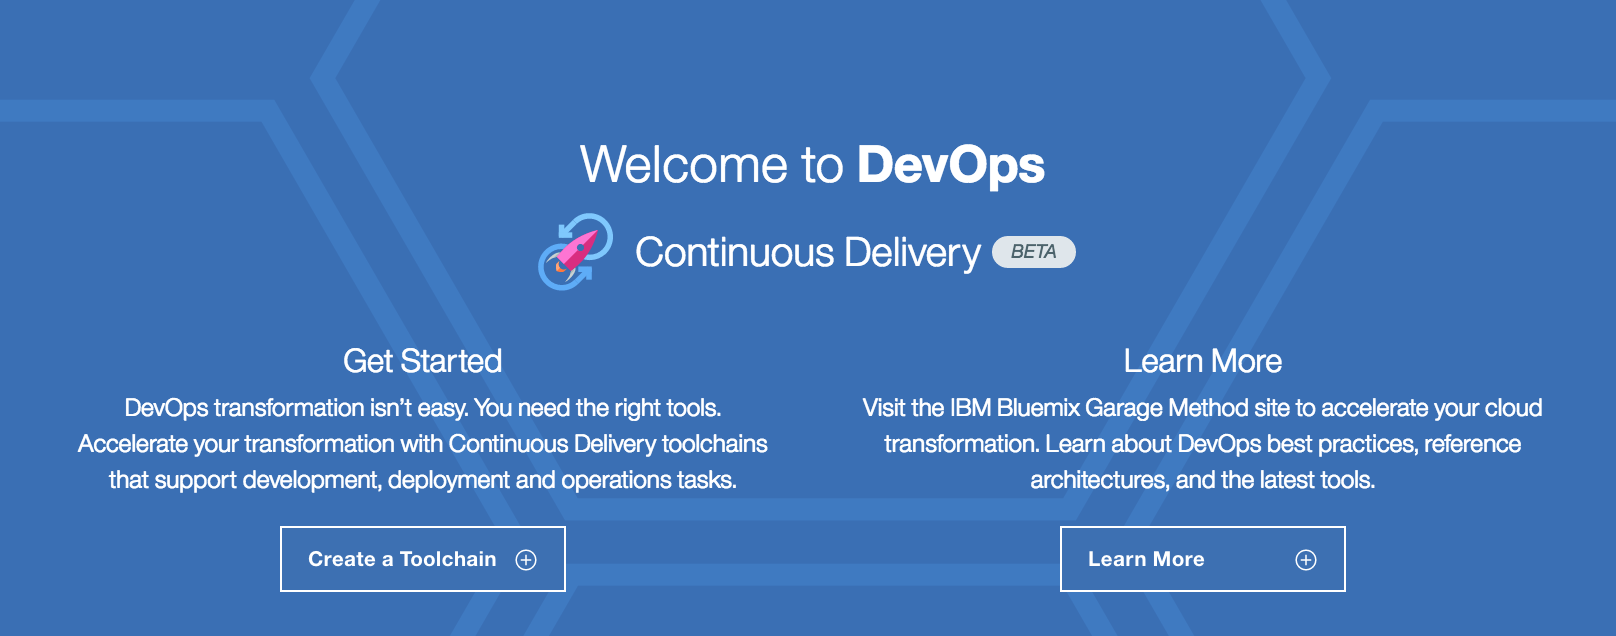 Welcome to DevOps
Continuous Delivery BETA
Get Started
DevOps transformation isn’t easy. You need the right tools.
Accelerate your transformation with Continuous Delivery toolchains
that support development, deployment and operations tasks.
Create a Toolchain
Learn More
Visit the IBM Bluemix Garage Method site to accelerate your cloud
transformation. Learn about DevOps best practices, reference
architectures, and the latest tools.
Learn More